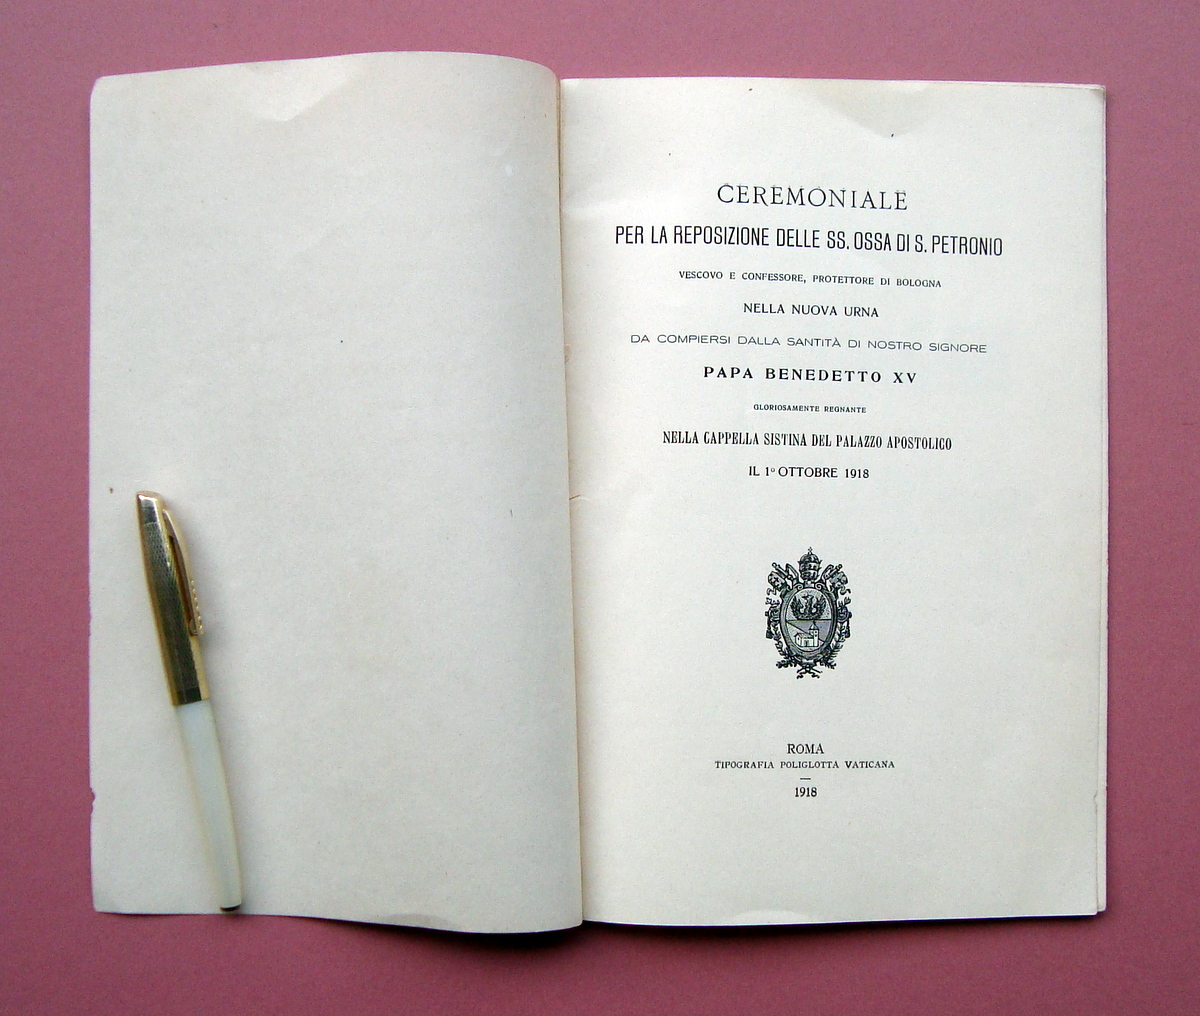 CEREMONIALE
PER LA REPOSIZIONE DELLE SS. OSSA DI S. PETRONIO
VESCOVO E CONFESSORE, PROTETTORE DI BOLOGNA
NELLA NUOVA URNA
DA COMPIERSI DALLA SANTITÀ DI NOSTRO SIGNORE
PAPA BENEDETTO XV
GLORIOSAMENTE REGNANTE
NELLA CAPPELLA SISTINA DEL PALAZZO APOSTOLICO
IL 1º OTTOBRE 1918
ROMA
TIPOGRAFIA POLIGLOTTA VATICANA
—
1918